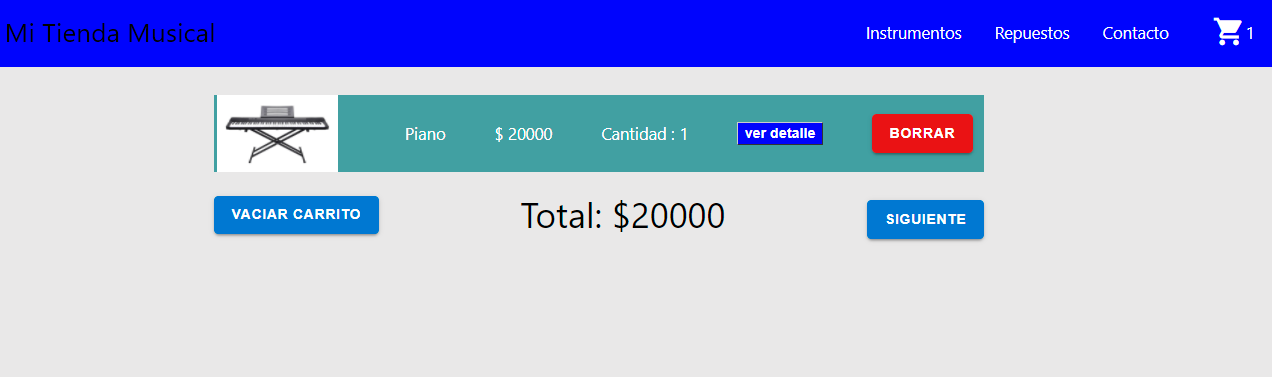 Mi Tienda Musical Instrumentos Repuestos Contacto 1
Piano $ 20000 Cantidad : 1 ver detalle BORRAR
VACIAR CARRITO Total: $20000 SIGUIENTE